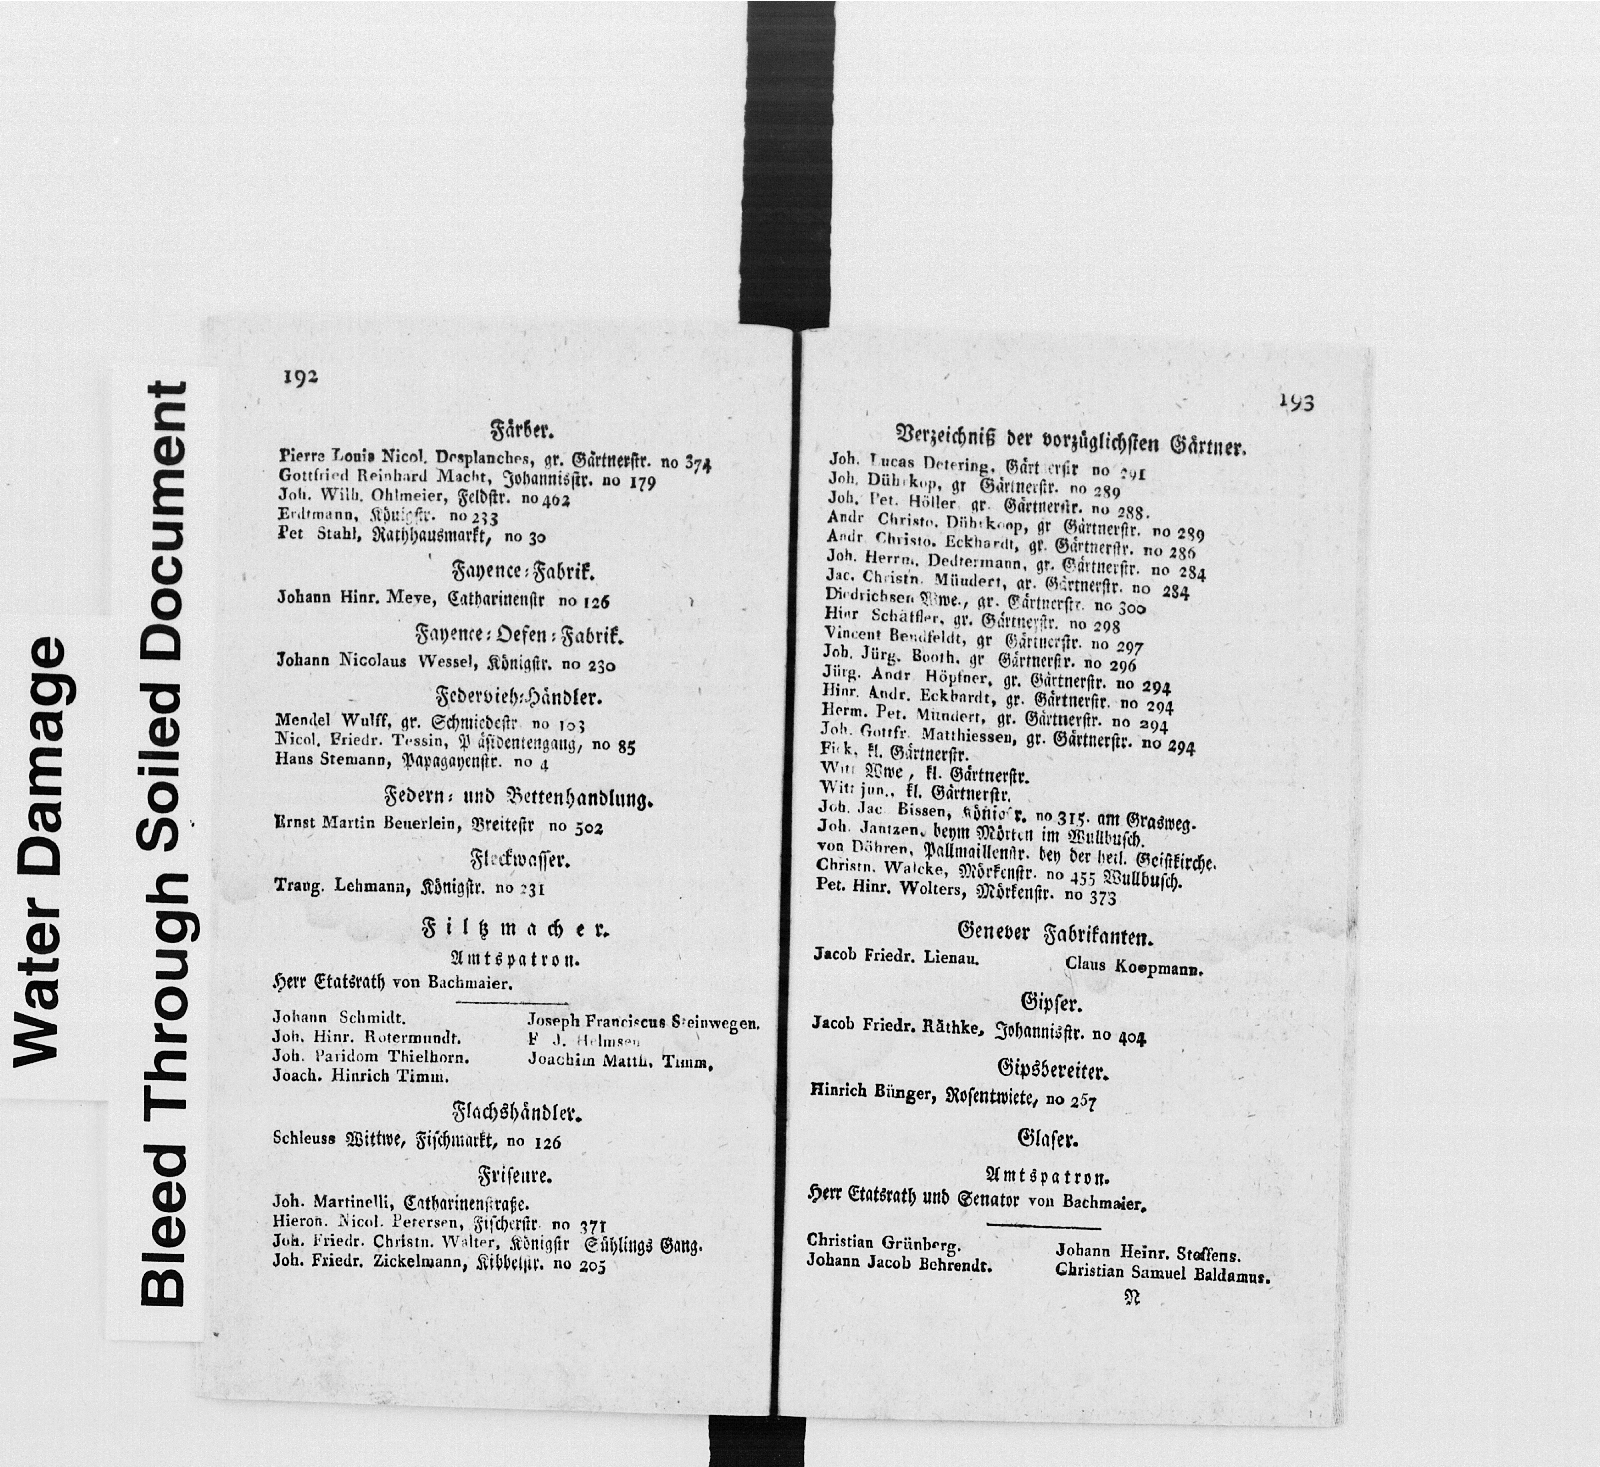 Water Damage
Bleed Through Soiled Document
192
Färber.
Pierre Louis Nicol. Desplanches, gr. Gärtnerstr. no 374
Gottfried Reinhard Macht, Johannisstr. no 179
Joh. Wilh. Ohlmeier, Feldstr. no 462
Erdtmann, Königstr. no 233
Pet Stahl, Rathhausmarkt, no 30
Fayence-Fabrik.
Johann Hinr. Meye, Catharinenstr no 126
Fayence-Oefen-Fabrik.
Johann Nicolaus Wessel, Königstr. no 230
Federvieh-Händler.
Mendel Wulff, gr. Schmiedestr no 103
Nicol. Friedr. Tessin, P äsidentengang, no 85
Hans Stemann, Papagayenstr. no 4
Federn- und Bettenhandlung.
Ernst Martin Beuerlein, Breitestr no 502
Fleckwasser.
Traug. Lehmann, Königstr. no 231
Filtzmacher.
Amtspatron.
Herr Etatsrath von Bachmaier.
Johann Schmidt.
Joh. Hinr. Rotermundt.
Joh. Paridom Thielhorn.
Joach. Hinrich Timm.
Joseph Franciscus Steinwegen.
F J. Helmsen
Joachim Matth. Timm.
Flachshändler.
Schleuss Wittwe, Fischmarkt, no 126
Friseure.
Joh. Martinelli, Catharinenstraße.
Hieron. Nicol. Petersen, Fischerstr. no 371
Joh. Friedr. Christn. Walter, Königstr Sühlings Gang.
Joh. Friedr. Zickelmann, Kibbelstr. no 205
193
Verzeichniß der vorzüglichsten Gärtner.
Joh. Lucas Detering, Gärtnerstr no 291
Joh. Dührkop, gr Gärtnerstr. no 289
Joh. Pet. Höller gr. Gärtnerstr. no 288.
Andr Christo. Dührkoop, gr Gärtnerstr. no 289
Andr. Christo. Eckhardt, gr. Gärtnerstr. no 286
Joh. Herrm. Dedtermann, gr. Gärtnerstr. no 284
Jac. Christn. Mündert, gr. Gärtnerstr. no 284
Diedrichsen Wwe., gr. Gärtnerstr. no 300
Hinr Schäffler, gr. Gärtnerstr. no 298
Vincent Bendfeldt, gr Gärtnerstr. no 297
Joh. Jürg. Booth, gr Gärtnerstr. no 296
Jürg. Andr Höpfner, gr. Gärtnerstr. no 294
Hinr. Andr. Eckhardt, gr. Gärtnerstr. no 294
Herm. Pet. Mündert, gr. Gärtnerstr. no 294
Joh. Gottfr. Matthiessen, gr. Gärtnerstr. no 294
Fick, kl. Gärtnerstr.
Witt Wwe, kl. Gärtnerstr.
Witt jun., kl. Gärtnerstr.
Joh. Jac Bissen, Königstr. no 315. am Grasweg.
Joh. Jantzen, beym Mörten im Wullbusch.
von Döhren, Pallmaillenstr. bey der heil. Geistkirche.
Christn. Walcke, Mörkenstr. no 455 Wullbusch.
Pet. Hinr. Wolters, Mörkenstr. no 373
Genever Fabrikanten.
Jacob Friedr. Lienau. Claus Koopmann.
Gipser.
Jacob Friedr. Räthke, Johannisstr. no 404
Gipsbereiter.
Hinrich Bünger, Rosentwiete, no 257
Glaser.
Amtspatron.
Herr Etatsrath und Senator von Bachmaier.
Christian Grünberg.
Johann Jacob Behrendt.
Johann Heinr. Steffens.
Christian Samuel Baldamus.
N